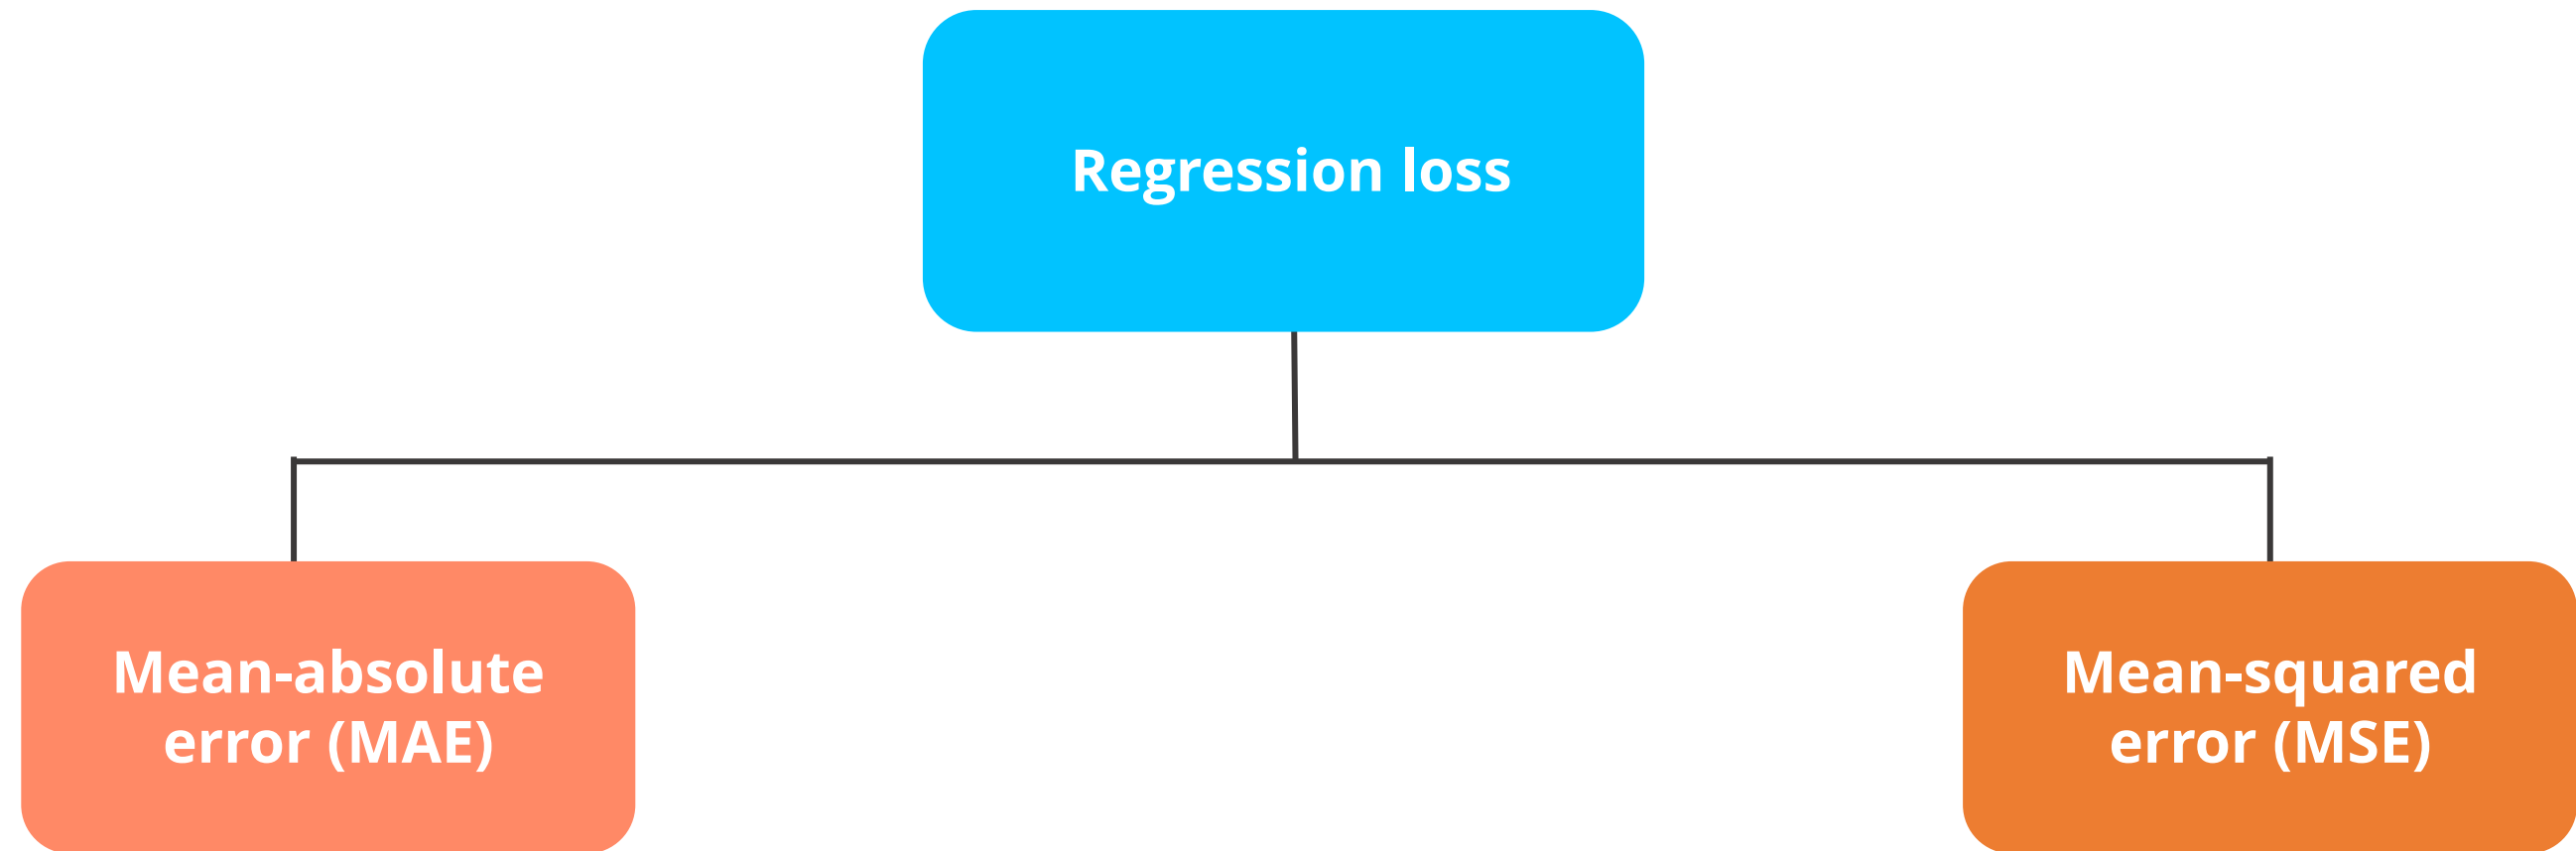 Regression loss
Mean-absolute
error (MAE)
Mean-squared
error (MSE)